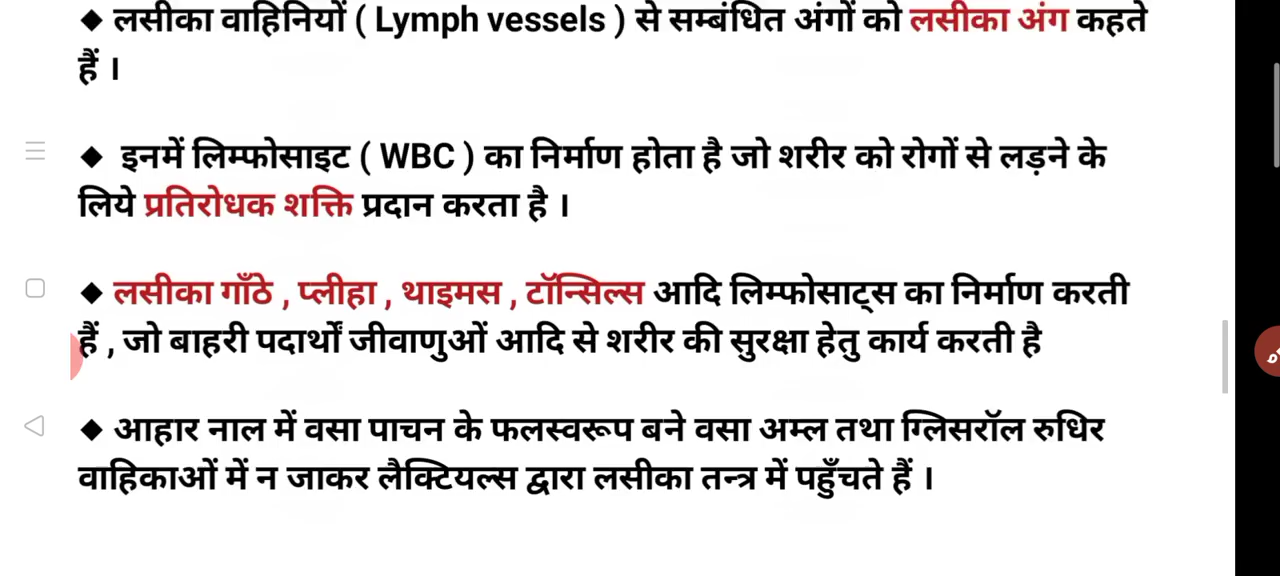 ◆ लसीका वाहिनियों ( Lymph vessels ) से सम्बंधित अंगों को लसीका अंग कहते
हैं ।
◆ इनमें लिम्फोसाइट ( WBC ) का निर्माण होता है जो शरीर को रोगों से लड़ने के
लिये प्रतिरोधक शक्ति प्रदान करता है ।
◆ लसीका गाँठे , प्लीहा , थाइमस , टॉन्सिल्स आदि लिम्फोसाट्स का निर्माण करती
हैं , जो बाहरी पदार्थों जीवाणुओं आदि से शरीर की सुरक्षा हेतु कार्य करती है
◆ आहार नाल में वसा पाचन के फलस्वरूप बने वसा अम्ल तथा ग्लिसरॉल रुधिर
वाहिकाओं में न जाकर लैक्टियल्स द्वारा लसीका तन्त्र में पहुँचते हैं ।